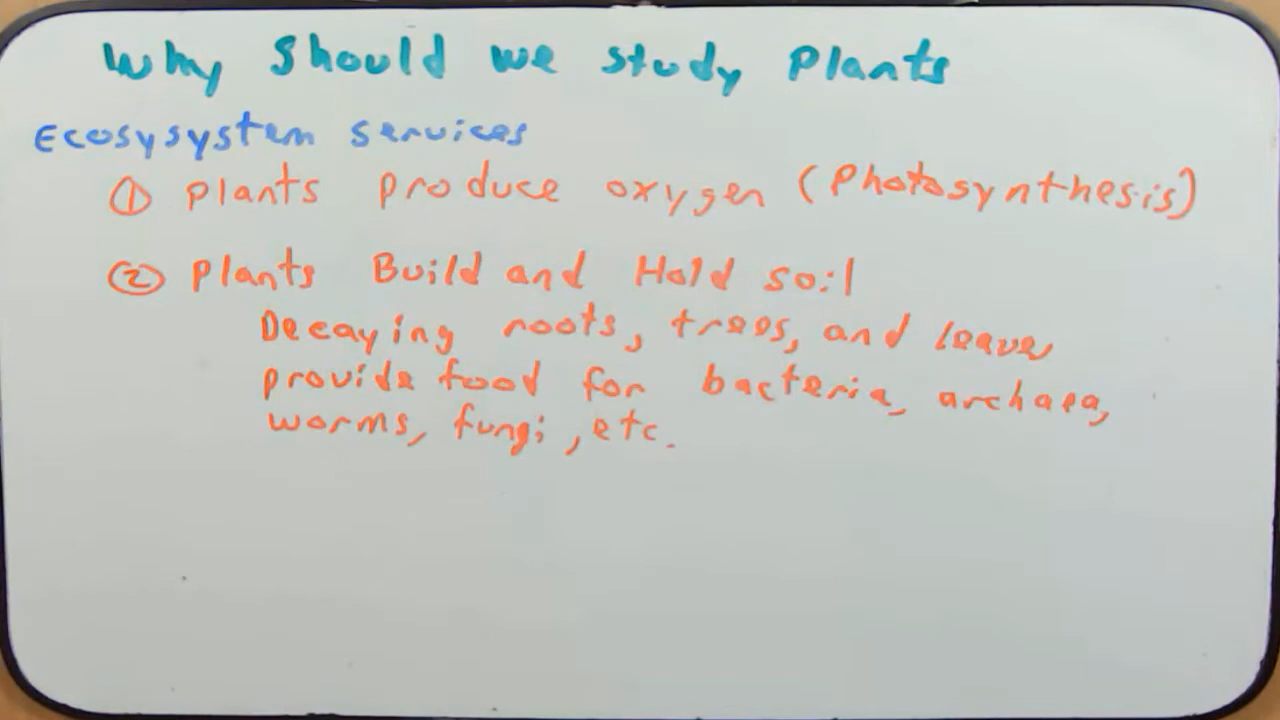 Why should we study Plants
Ecosysystem services
① Plants produce oxygen (Photosynthesis)
② Plants Build and Hold soil
Decaying roots, trees, and leaves
provide food for bacteria, archaea,
worms, fungi, etc.